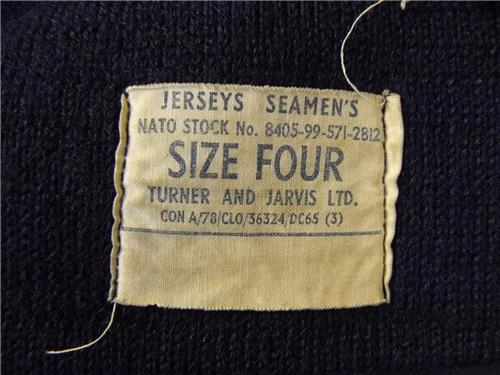 JERSEYS SEAMEN'S
NATO STOCK No. 8405-99-571-2812
SIZE FOUR
TURNER AND JARVIS LTD.
CON A/78/CLO/36324/DC65 (3)